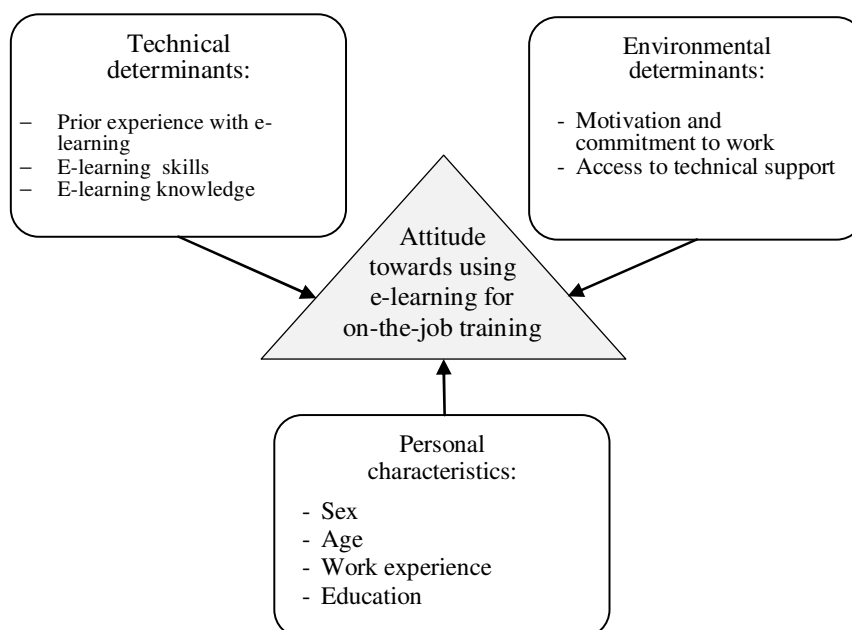 Technical
determinants:
– Prior experience with e-
learning
– E-learning skills
– E-learning knowledge
Environmental
determinants:
- Motivation and
commitment to work
- Access to technical support
Attitude
towards using
e-learning for
on-the-job training
Personal
characteristics:
- Sex
- Age
- Work experience
- Education